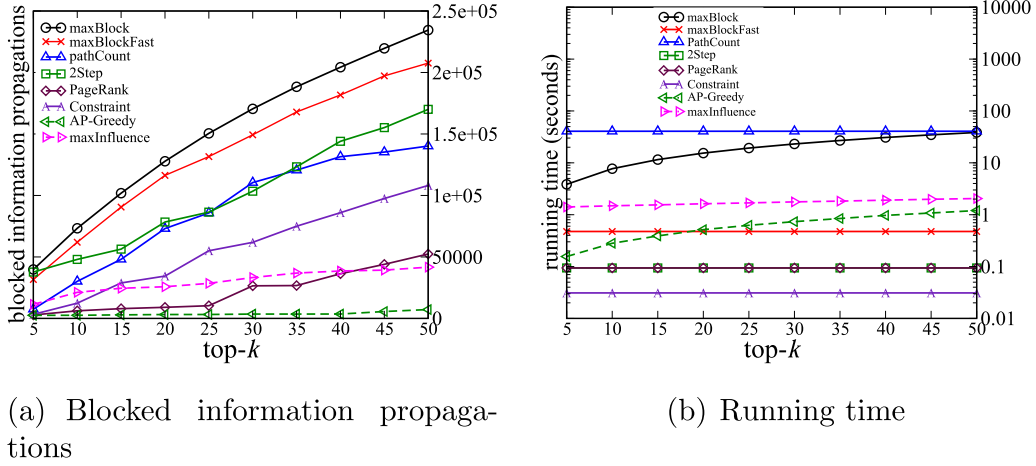 blocked information propagations
maxBlock
maxBlockFast
pathCount
2Step
PageRank
Constraint
AP-Greedy
maxInfluence
2.5e+05
2e+05
1.5e+05
1e+05
50000
0
5 10 15 20 25 30 35 40 45 50
top-k
running time (seconds)
maxBlock
maxBlockFast
PathCount
2Step
PageRank
Constraint
AP-Greedy
maxInfluence
10000
1000
100
10
1
0.1
0.01
5 10 15 20 25 30 35 40 45 50
top-k
(a) Blocked information propaga-
tions
(b) Running time